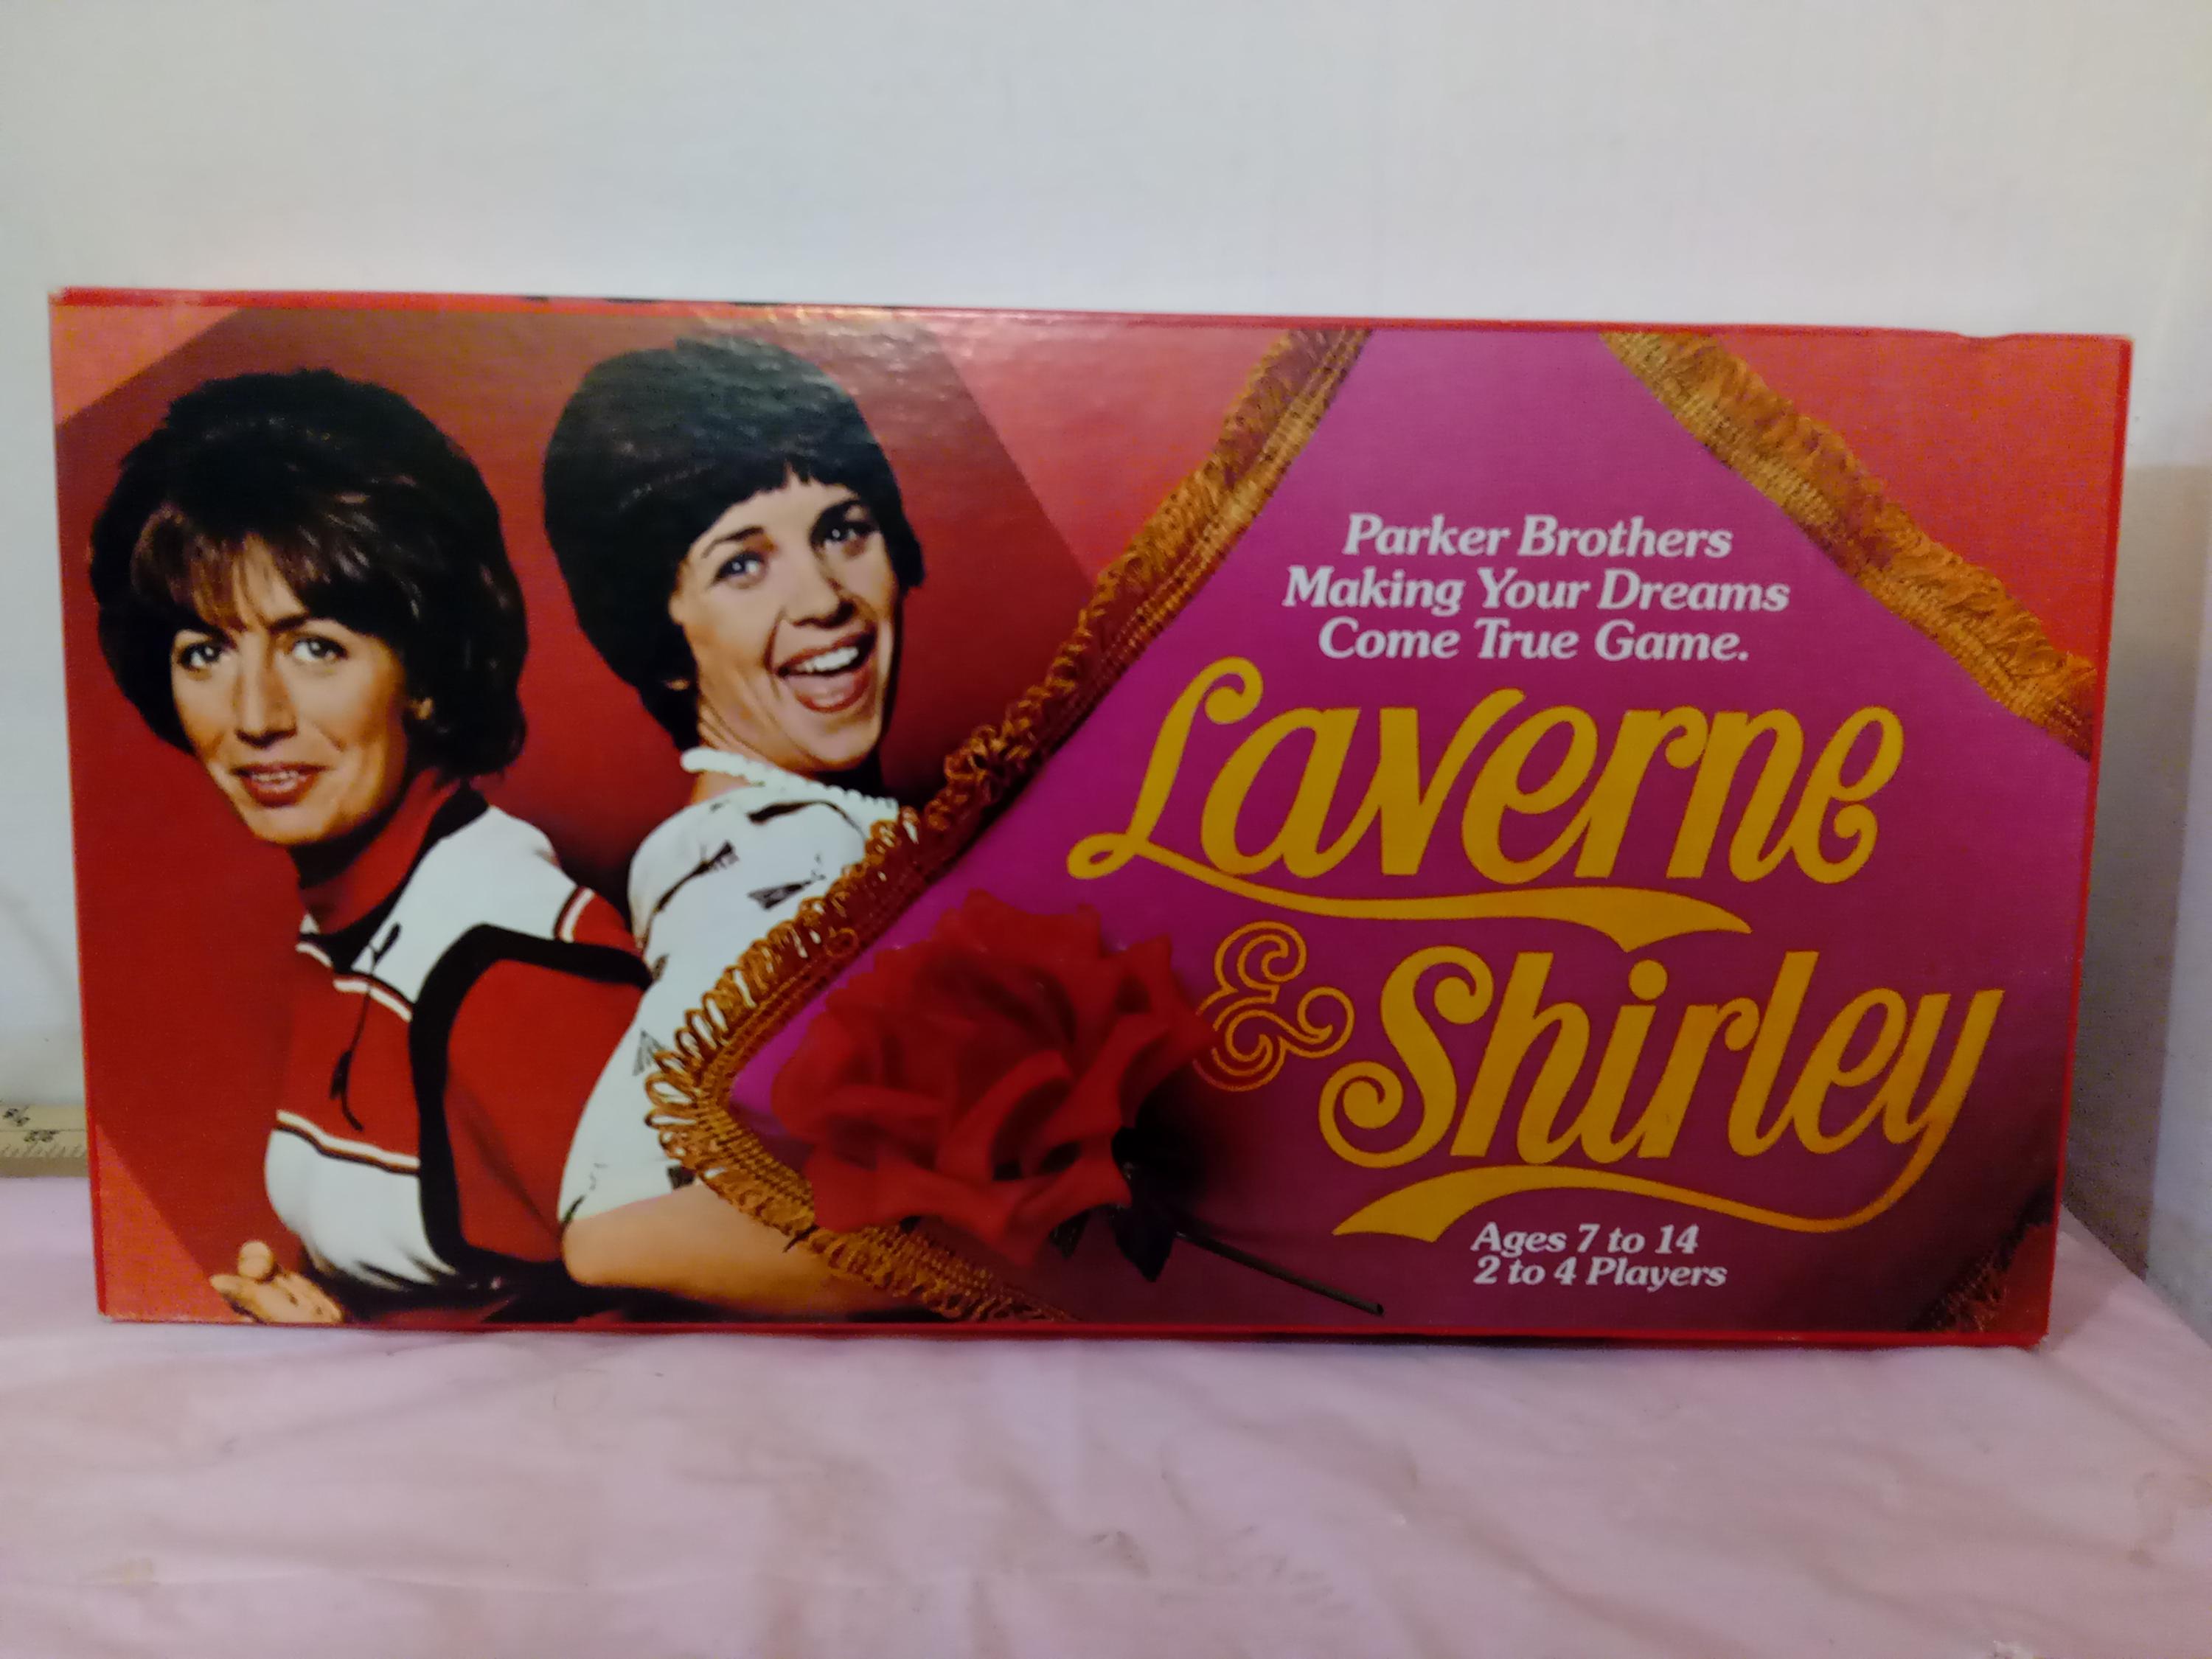 Parker Brothers
Making Your Dreams
Come True Game.
Laverne
& Shirley
Ages 7 to 14
2 to 4 Players